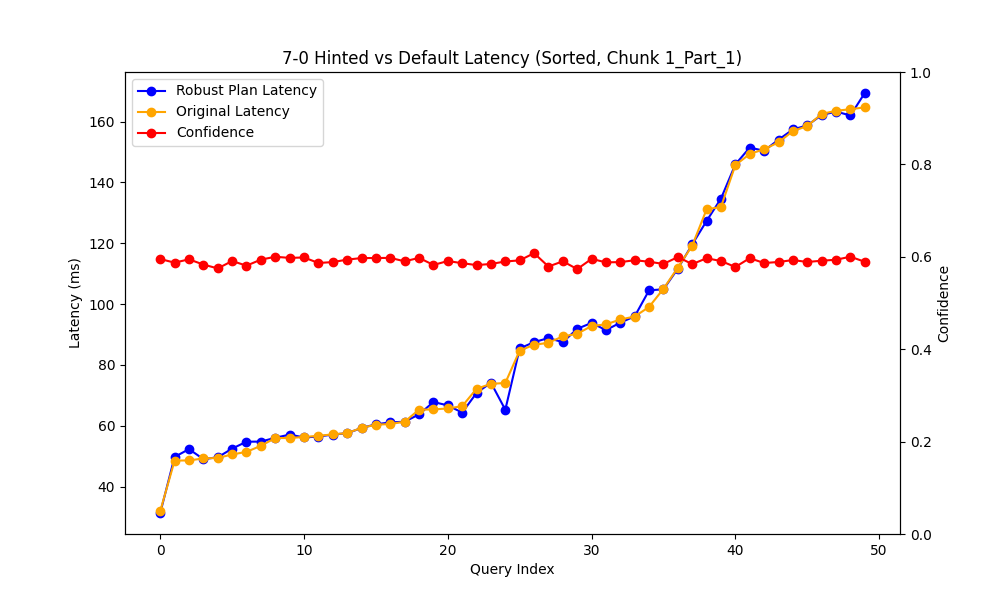 7-0 Hinted vs Default Latency (Sorted, Chunk 1_Part_1)
Robust Plan Latency
Original Latency
Confidence
Latency (ms)
160
140
120
100
80
60
40
1.0
0.8
0.6
0.4
0.2
0.0
Confidence
0 10 20 30 40 50
Query Index